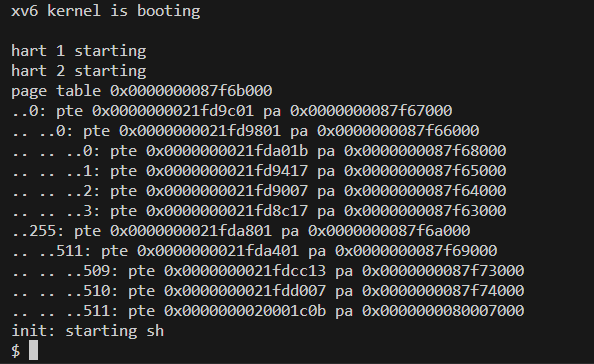 xv6 kernel is booting
hart 1 starting
hart 2 starting
page table 0x0000000087f6b000
..0: pte 0x0000000021fd9c01 pa 0x0000000087f67000
.. ..0: pte 0x0000000021fd9801 pa 0x0000000087f66000
.. .. ..0: pte 0x0000000021fda01b pa 0x0000000087f68000
.. .. ..1: pte 0x0000000021fd9417 pa 0x0000000087f65000
.. .. ..2: pte 0x0000000021fd9007 pa 0x0000000087f64000
.. .. ..3: pte 0x0000000021fd8c17 pa 0x0000000087f63000
..255: pte 0x0000000021fda801 pa 0x0000000087f6a000
.. ..511: pte 0x0000000021fda401 pa 0x0000000087f69000
.. .. ..509: pte 0x0000000021fdcc13 pa 0x0000000087f73000
.. .. ..510: pte 0x0000000021fdd007 pa 0x0000000087f74000
.. .. ..511: pte 0x0000000020001c0b pa 0x0000000080007000
init: starting sh
$